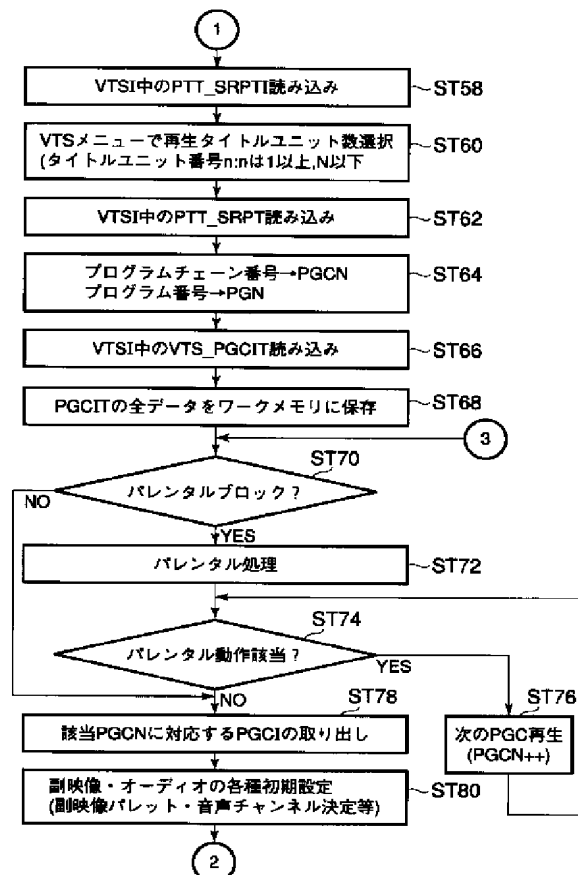 1
VTSI中のPTT_SRPTI読み込み
ST58
VTSメニューで再生タイトルユニット数選択
(タイトルユニット番号n:nは1以上,N以下
ST60
VTSI中のPTT_SRPT読み込み
ST62
プログラムチェーン番号→PGCN
プログラム番号→PGN
ST64
VTSI中のVTS_PGCIT読み込み
ST66
PGCITの全データをワークメモリに保存
ST68
3
ST70
パレンタルブロック?
NO
YES
パレンタル処理
ST72
ST74
パレンタル動作該当?
YES
NO
ST78
該当PGCNに対応するPGCIの取り出し
ST76
次のPGC再生
(PGCN++)
副映像・オーディオの各種初期設定
(副映像パレット・音声チャンネル決定等)
ST80
2